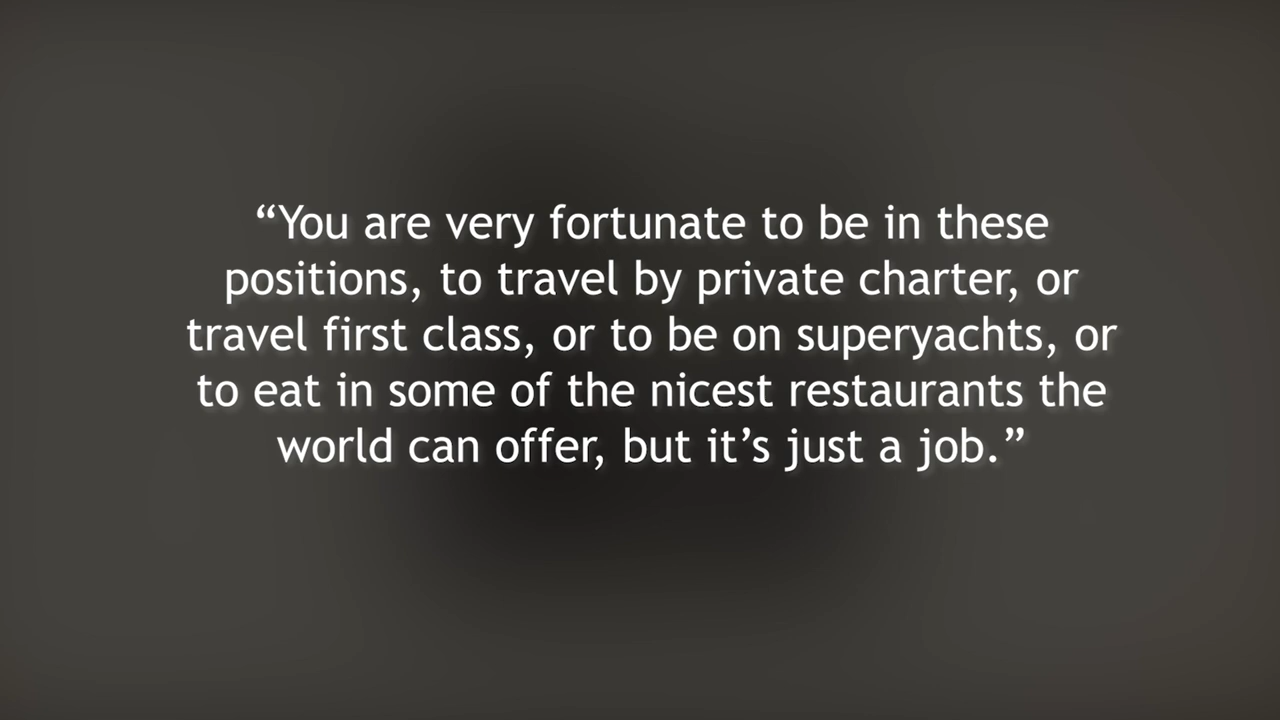 “You are very fortunate to be in these
positions, to travel by private charter, or
travel first class, or to be on superyachts, or
to eat in some of the nicest restaurants the
world can offer, but it’s just a job.”